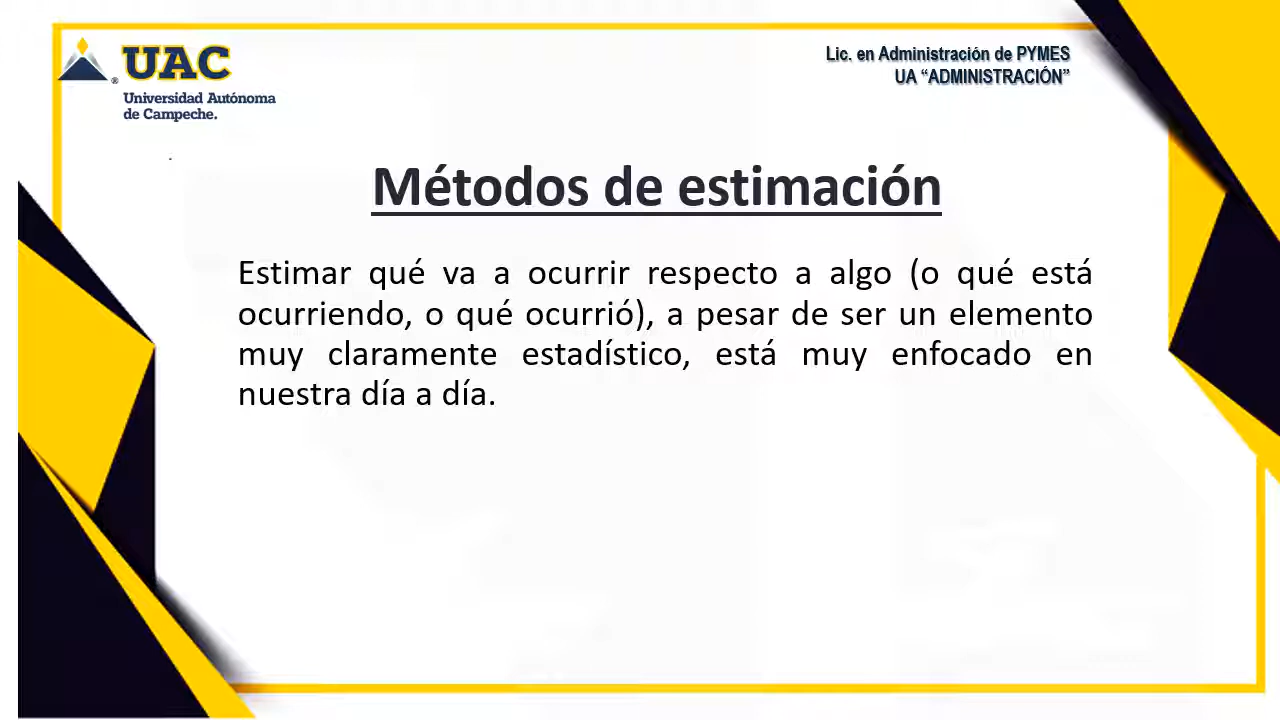 UAC
Universidad Autónoma
de Campeche.
Lic. en Administración de PYMES
UA “ADMINISTRACIÓN”
Métodos de estimación
Estimar qué va a ocurrir respecto a algo (o qué está
ocurriendo, o qué ocurrió), a pesar de ser un elemento
muy claramente estadístico, está muy enfocado en
nuestra día a día.